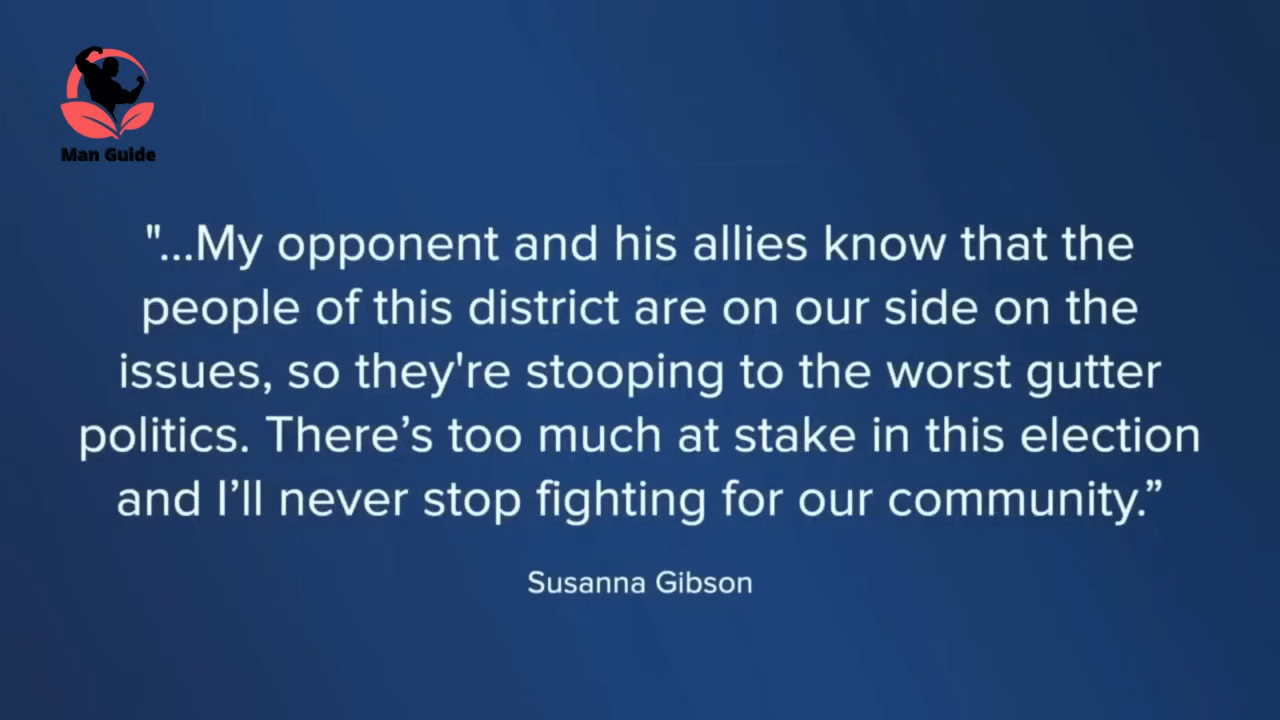 Man Guide
"...My opponent and his allies know that the
people of this district are on our side on the
issues, so they're stooping to the worst gutter
politics. There’s too much at stake in this election
and I’ll never stop fighting for our community.”
Susanna Gibson